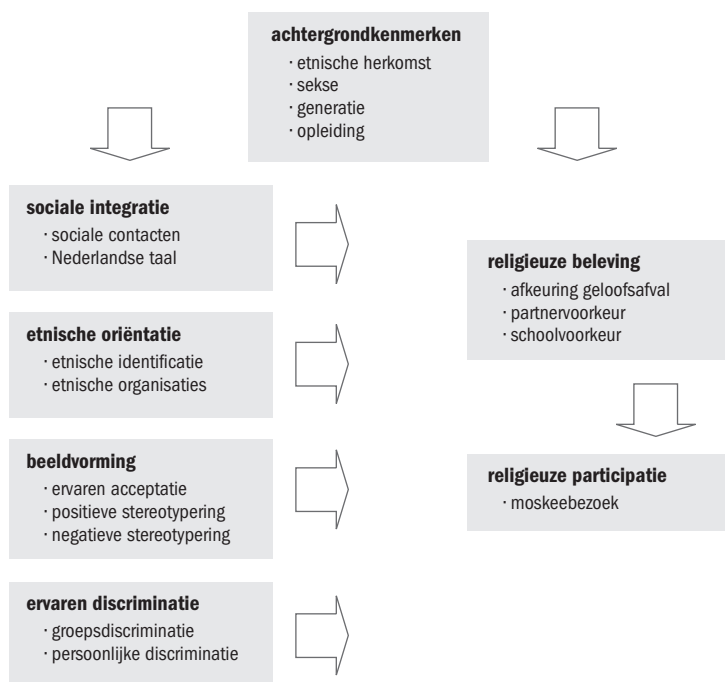 achtergrondkenmerken
· etnische herkomst
· sekse
· generatie
· opleiding
sociale integratie
· sociale contacten
· Nederlandse taal
etnische oriëntatie
· etnische identificatie
· etnische organisaties
beeldvorming
· ervaren acceptatie
· positieve stereotypering
· negatieve stereotypering
ervaren discriminatie
· groepsdiscriminatie
· persoonlijke discriminatie
religieuze beleving
· afkeuring geloofsafval
· partnervoorkeur
· schoolvoorkeur
religieuze participatie
· moskeebezoek